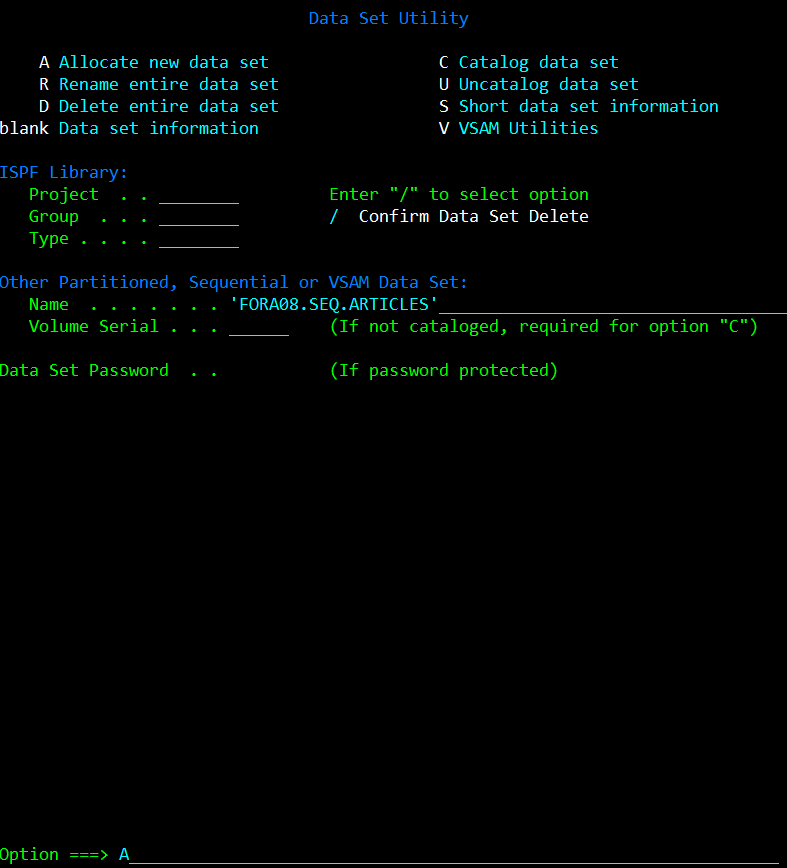 Data Set Utility
A Allocate new data set C Catalog data set
R Rename entire data set U Uncatalog data set
D Delete entire data set S Short data set information
blank Data set information V VSAM Utilities
ISPF Library:
Project . . ________ Enter "/" to select option
Group . . . ________ / Confirm Data Set Delete
Type . . . . ________
Other Partitioned, Sequential or VSAM Data Set:
Name . . . . . . . 'FORA08.SEQ.ARTICLES'___________________________________
Volume Serial . . . ______ (If not cataloged, required for option "C")
Data Set Password . . (If password protected)
Option ===> A_________________________________________________________________